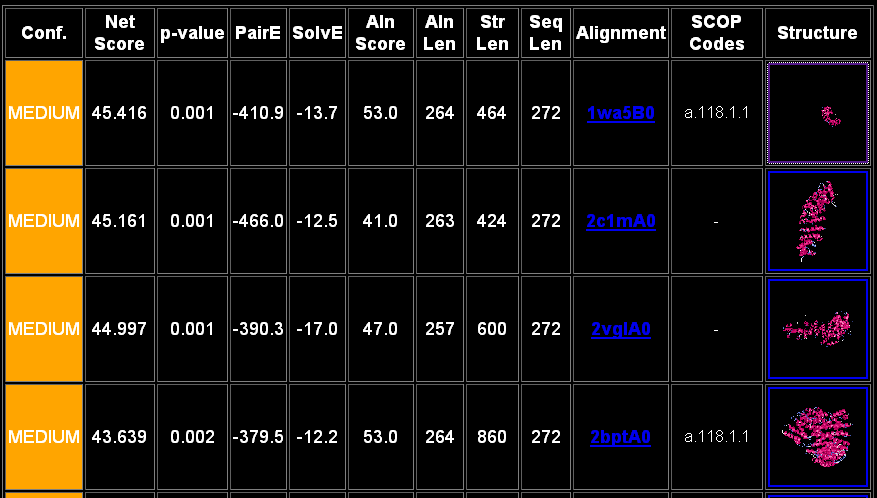 Conf. Net Score p-value PairE SolvE Aln Score Aln Len Str Len Seq Len Alignment SCOP Codes Structure
MEDIUM 45.416 0.001 -410.9 -13.7 53.0 264 464 272 1wa5B0 a.118.1.1
MEDIUM 45.161 0.001 -466.0 -12.5 41.0 263 424 272 2c1mA0 -
MEDIUM 44.997 0.001 -390.3 -17.0 47.0 257 600 272 2vglA0 -
MEDIUM 43.639 0.002 -379.5 -12.2 53.0 264 860 272 2bptA0 a.118.1.1